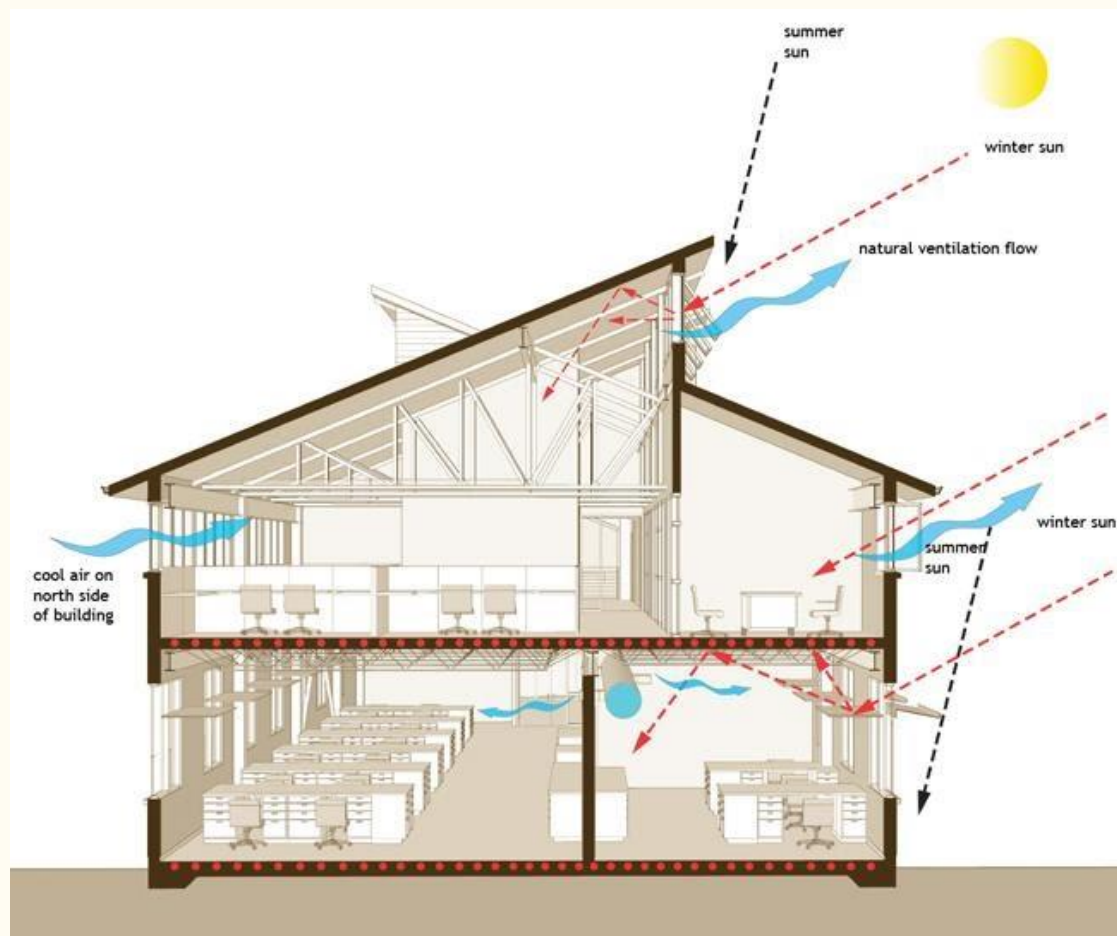 summer
sun
winter sun
natural ventilation flow
winter sun
summer
sun
cool air on
north side
of building